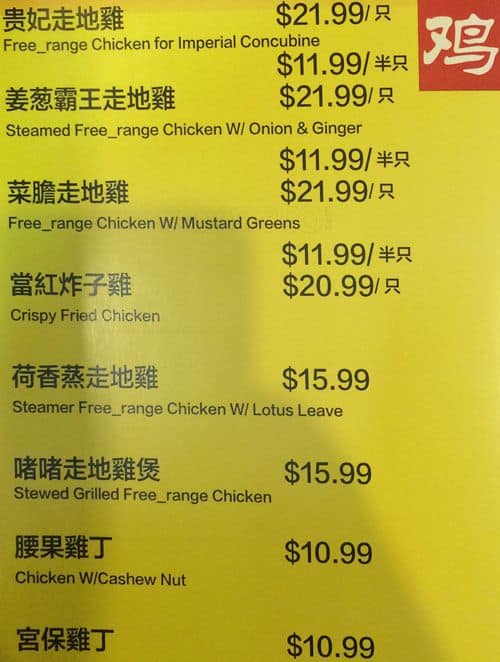 贵妃走地雞 $21.99/只
鸡
Free_range Chicken for Imperial Concubine
$11.99/半只
姜葱霸王走地雞 $21.99/只
Steamed Free_range Chicken W/ Onion & Ginger
$11.99/半只
菜膽走地雞 $21.99/只
Free_range Chicken W/ Mustard Greens
$11.99/半只
當紅炸子雞 $20.99/只
Crispy Fried Chicken
荷香蒸走地雞 $15.99
Steamer Free_range Chicken W/ Lotus Leave
啫啫走地雞煲 $15.99
Stewed Grilled Free_range Chicken
腰果雞丁 $10.99
Chicken W/Cashew Nut
宮保雞丁 $10.99